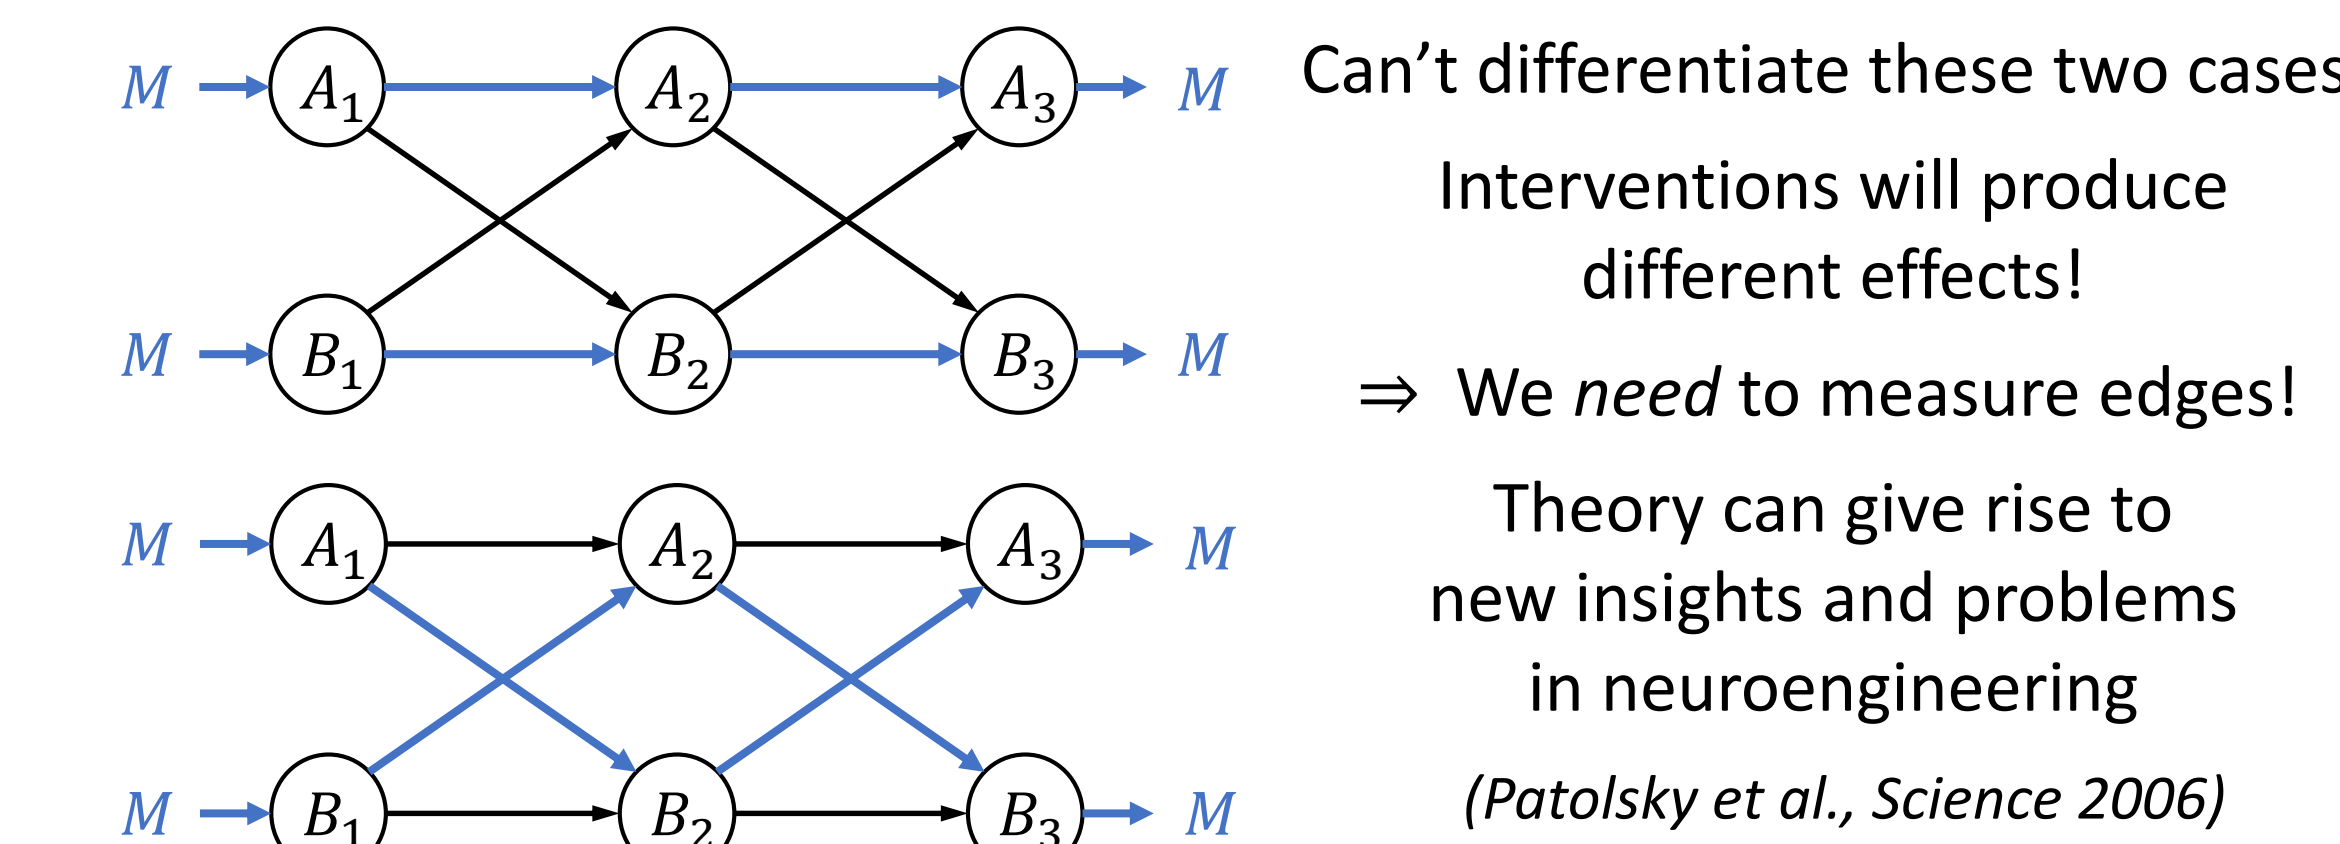 M A₁ A₂ A₃ M
M B₁ B₂ B₃ M
M A₁ A₂ A₃ M
M B₁ B₂ B₃ M
Can't differentiate these two cases
Interventions will produce
different effects!
⇒ We need to measure edges!
Theory can give rise to
new insights and problems
in neuroengineering
(Patolsky et al., Science 2006)